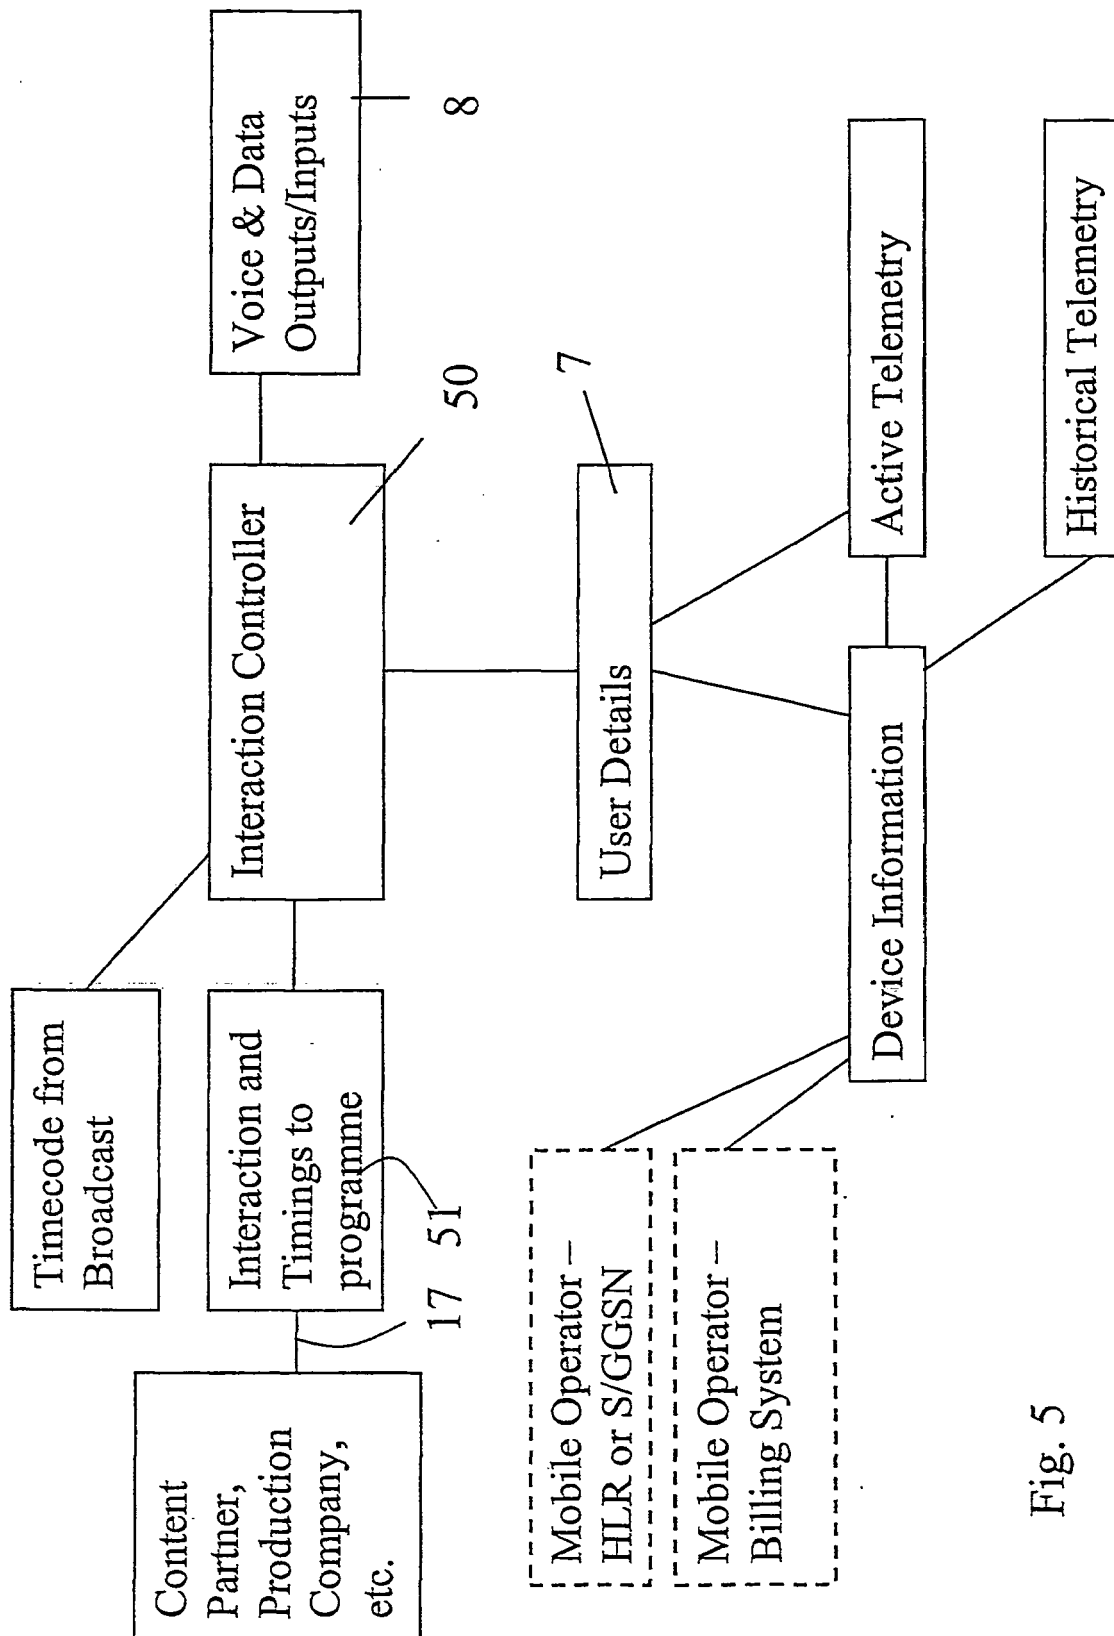 Timecode from
Broadcast
Content
Partner,
Production
Company,
etc.
17
Interaction and
Timings to
programme
51
Interaction Controller
50
Voice & Data
Outputs/Inputs
8
Mobile Operator –
HLR or S/GGSN
Mobile Operator –
Billing System
User Details
7
Device Information
Active Telemetry
Historical Telemetry
Fig. 5